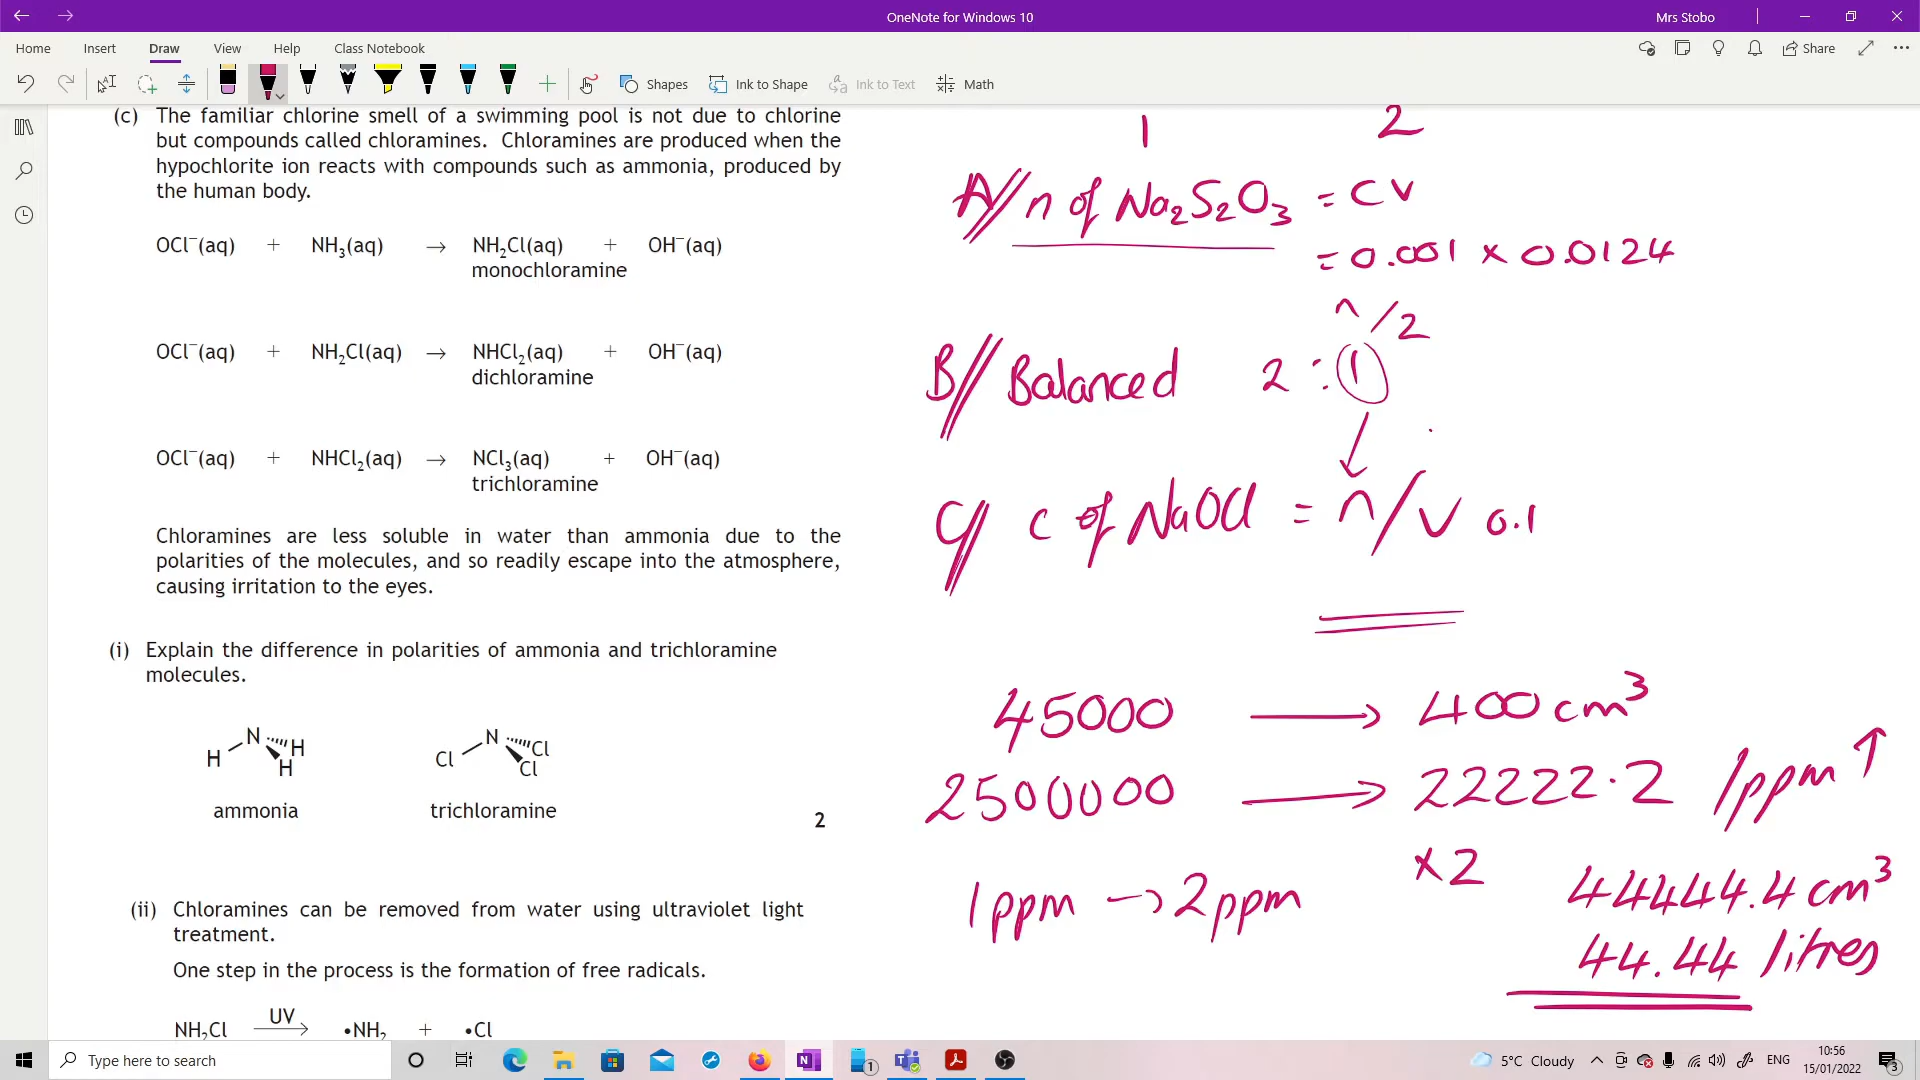 OneNote for Windows 10
Mrs Stobo
Home Insert Draw View Help Class Notebook
Share
Shapes Ink to Shape Ink to Text Math
(c) The familiar chlorine smell of a swimming pool is not due to chlorine
but compounds called chloramines. Chloramines are produced when the
hypochlorite ion reacts with compounds such as ammonia, produced by
the human body.
OCl⁻(aq) + NH₃(aq) → NH₂Cl(aq) + OH⁻(aq)
monochloramine
OCl⁻(aq) + NH₂Cl(aq) → NHCl₂(aq) + OH⁻(aq)
dichloramine
OCl⁻(aq) + NHCl₂(aq) → NCl₃(aq) + OH⁻(aq)
trichloramine
Chloramines are less soluble in water than ammonia due to the
polarities of the molecules, and so readily escape into the atmosphere,
causing irritation to the eyes.
(i) Explain the difference in polarities of ammonia and trichloramine
molecules.
N H H H
N Cl Cl Cl
ammonia trichloramine
2
(ii) Chloramines can be removed from water using ultraviolet light
treatment.
One step in the process is the formation of free radicals.
UV
NH₂Cl → •NH₂ + •Cl
1 2
A// n of Na₂S₂O₃ = CV
= 0.001 x 0.0124
n/2
B// Balanced 2 : 1
C// c of NaOCl = n/v 0.1
45000 → 400cm³
2500000 → 22222.2 1ppm ↑
x2
1ppm → 2ppm
44444.4 cm³
44.44 litres
Type here to search
1
5°C Cloudy
ENG
10:56
15/01/2022
3